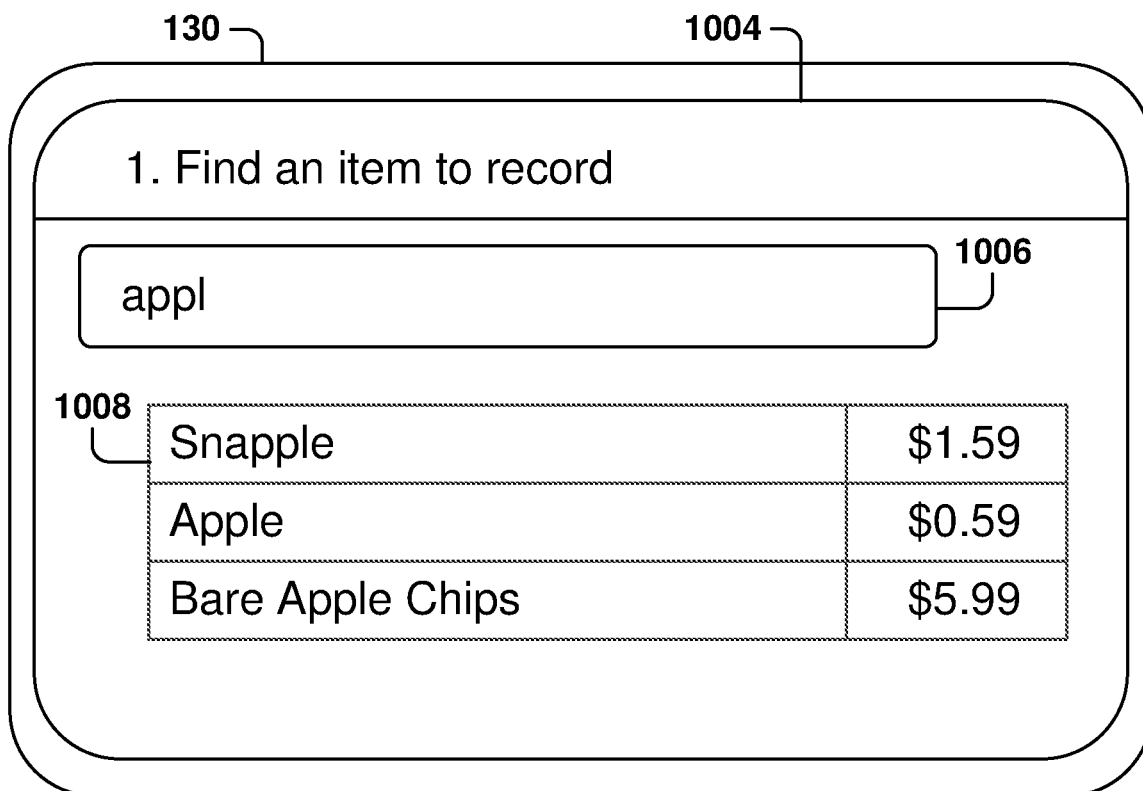 130 1004
1. Find an item to record
1006
appl
1008
Snapple $1.59
Apple $0.59
Bare Apple Chips $5.99